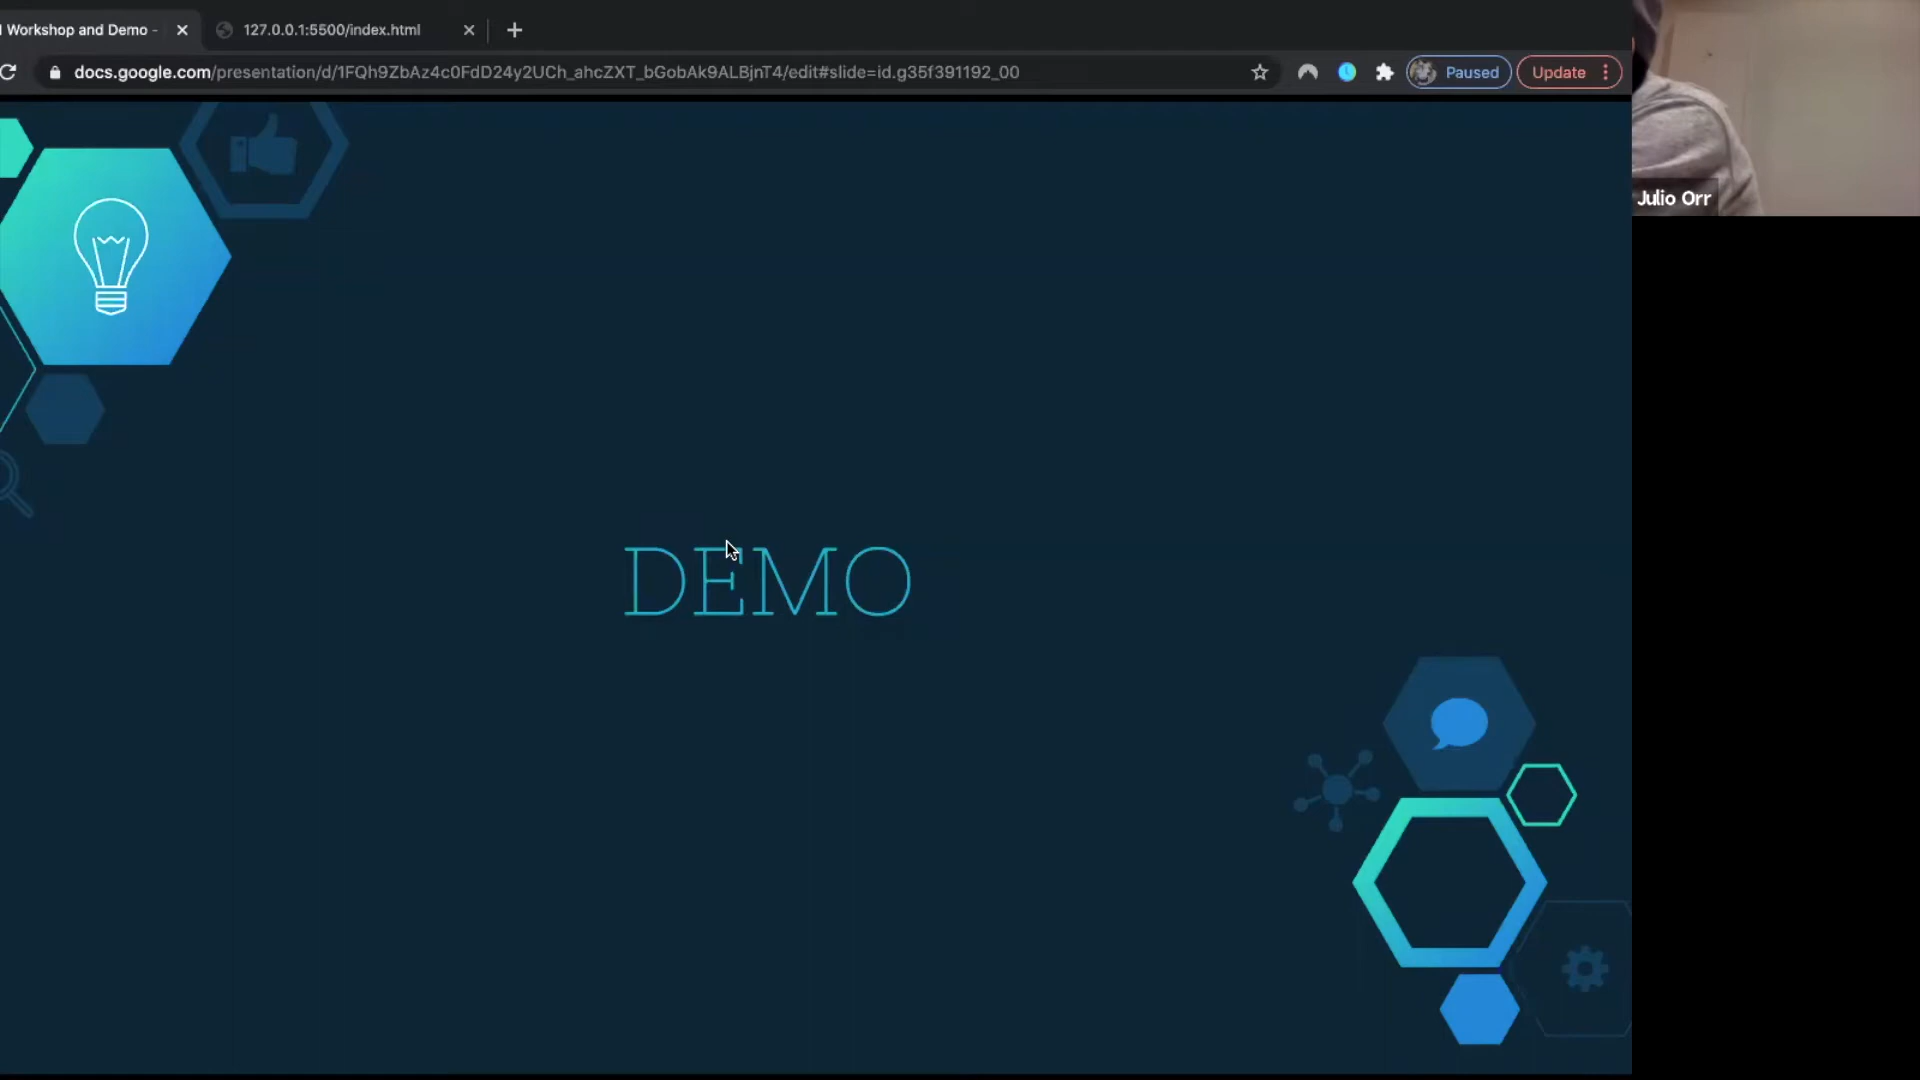 Workshop and Demo -
127.0.0.1:5500/index.html
docs.google.com/presentation/d/1FQh9ZbAz4c0FdD24y2UCh_ahcZXT_bGobAk9ALBjnT4/edit#slide=id.g35f391192_00
Paused
Update
Julio Orr
DEMO